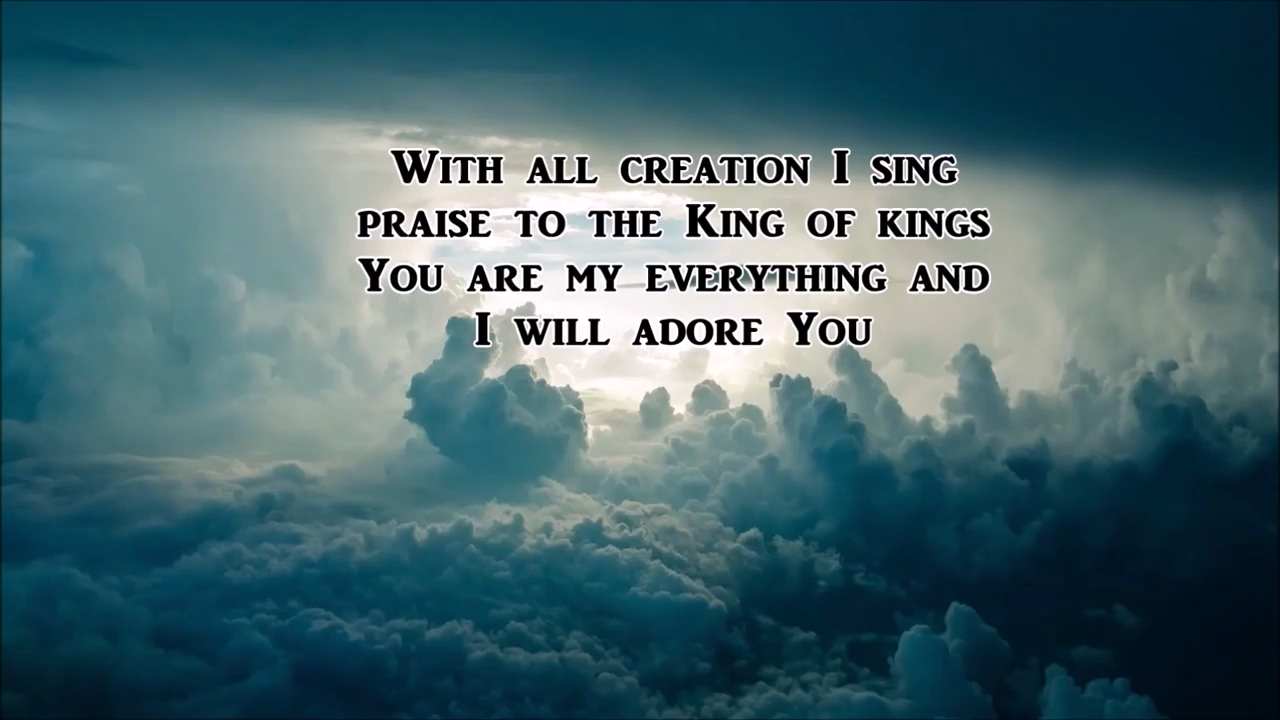 With all creation I sing
praise to the King of kings
You are my everything and
I will adore You